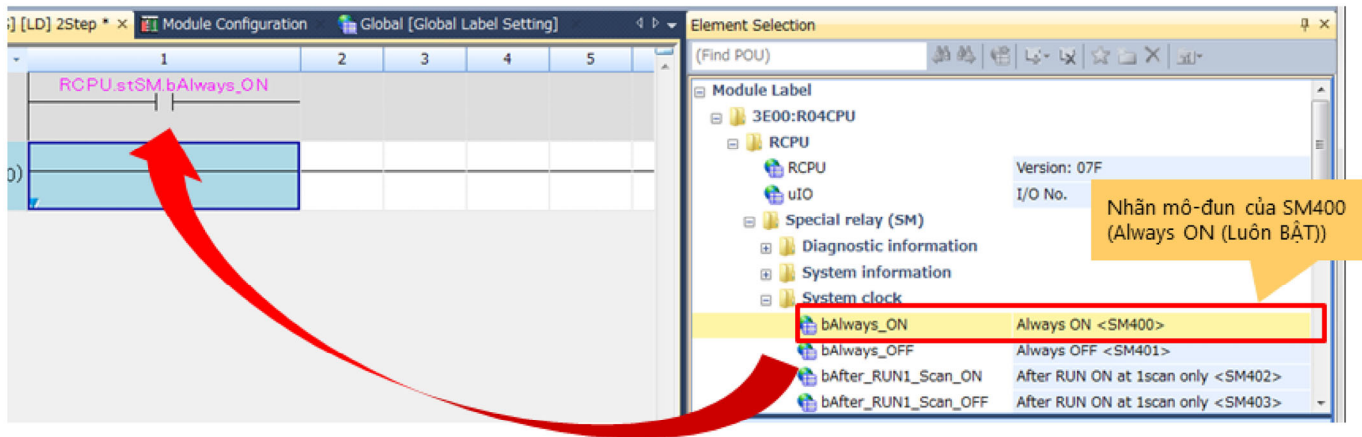 [LD] 2Step *
Module Configuration
Global [Global Label Setting]
1 2 3 4 5
RCPU.stSM.bAlways_ON
0)
Element Selection
(Find POU)
Module Label
3E00:R04CPU
RCPU
RCPU Version: 07F
uIO I/O No.
Special relay (SM)
Diagnostic information
System information
System clock
bAlways_ON Always ON <SM400>
bAlways_OFF Always OFF <SM401>
bAfter_RUN1_Scan_ON After RUN ON at 1scan only <SM402>
bAfter_RUN1_Scan_OFF After RUN ON at 1scan only <SM403>
Nhãn mô-đun của SM400
(Always ON (Luôn BẬT))